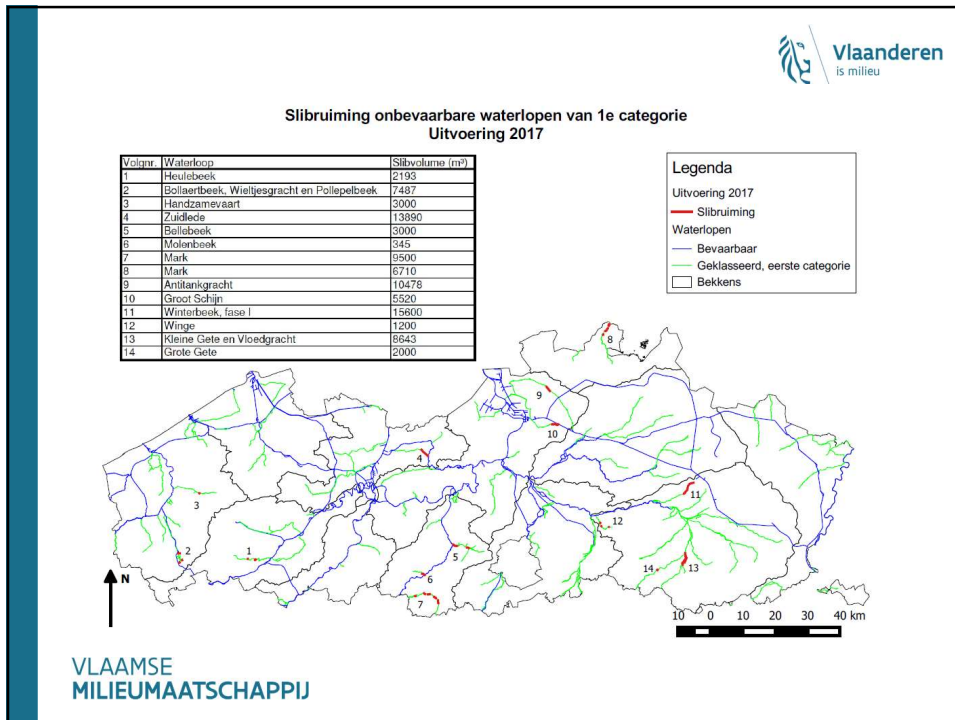 Vlaanderen
is milieu
Slibruiming onbevaarbare waterlopen van 1e categorie
Uitvoering 2017
Volgnr. Waterloop Slibvolume (m³)
1 Heulebeek 2193
2 Bollaertbeek, Wieltjesgracht en Pollepelbeek 7487
3 Handzamevaart 3000
4 Zuidlede 13890
5 Bellebeek 3000
6 Molenbeek 345
7 Mark 9500
8 Mark 6710
9 Antitankgracht 10478
10 Groot Schijn 5520
11 Winterbeek, fase I 15600
12 Winge 1200
13 Kleine Gete en Vloedgracht 8643
14 Grote Gete 2000
Legenda
Uitvoering 2017
Slibruiming
Waterlopen
Bevaarbaar
Geklasseerd, eerste categorie
Bekkens
8
9
10
4
11
3
12
2
1
5
14
13
6
7
N
10 0 10 20 30 40 km
VLAAMSE
MILIEUMAATSCHAPPIJ